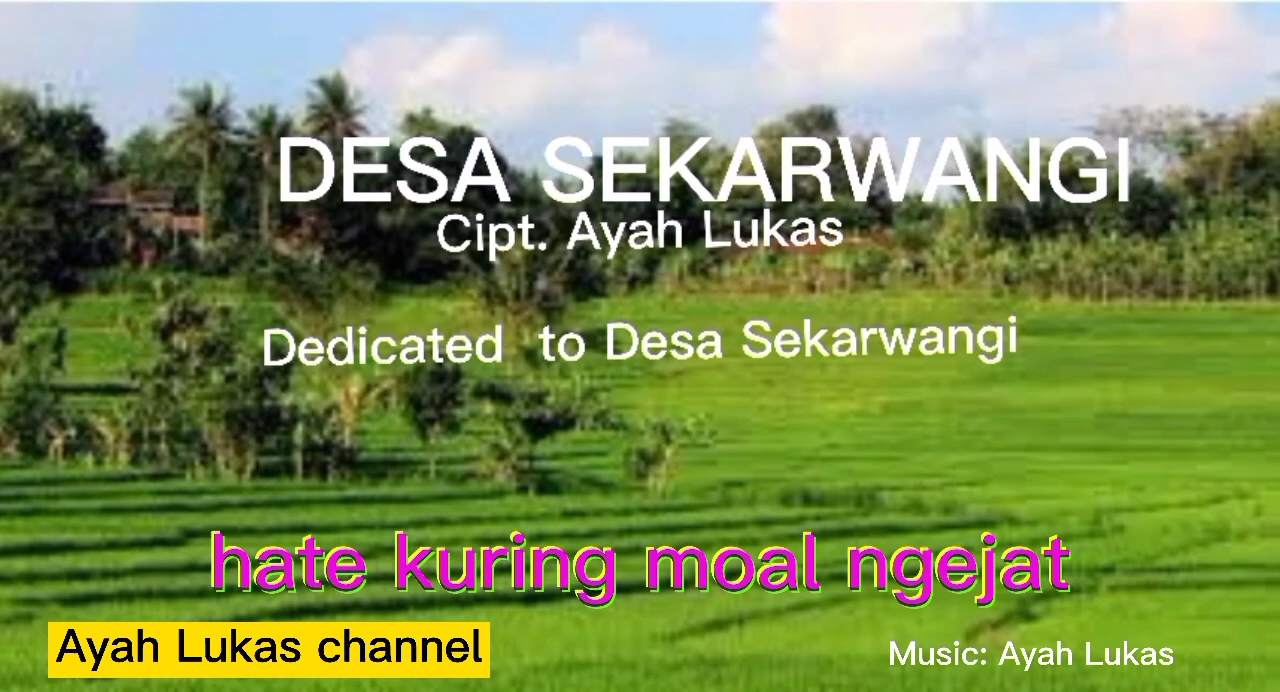 DESA SEKARWANGI
Cipt. Ayah Lukas
Dedicated to Desa Sekarwangi
hate kuring moal ngejat
Ayah Lukas channel
Music: Ayah Lukas